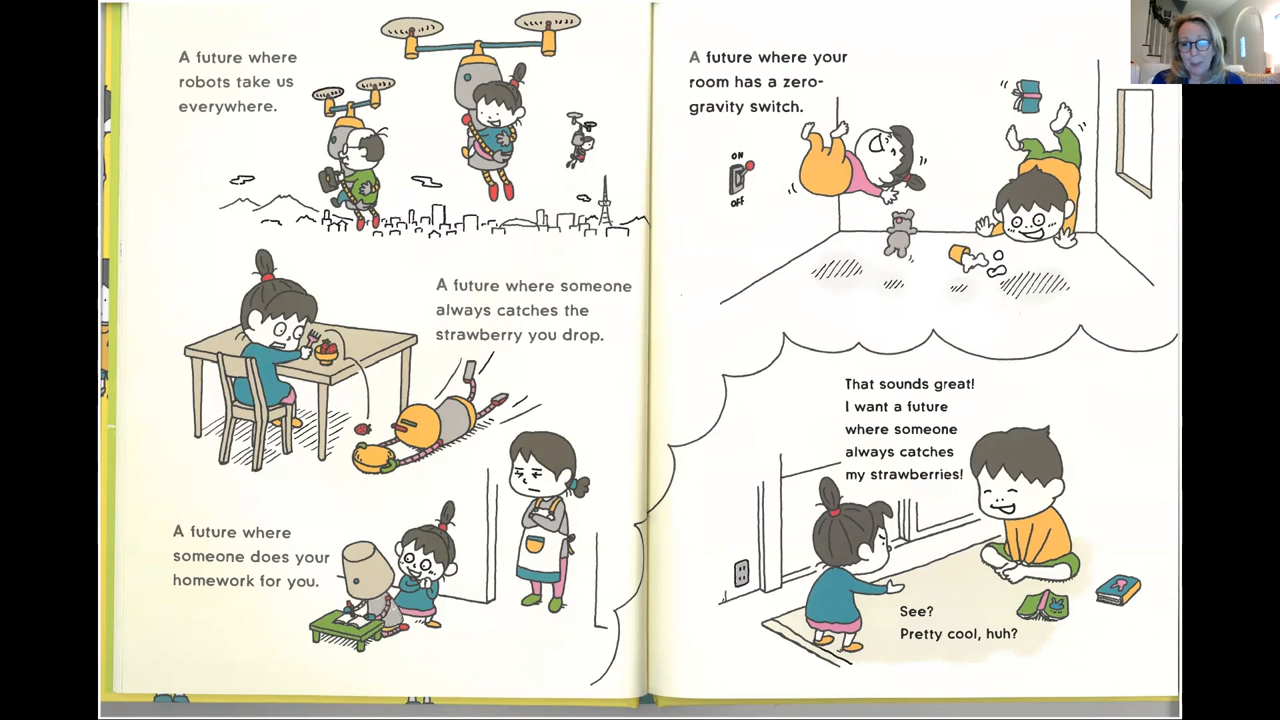 A future where
robots take us
everywhere.
A future where someone
always catches the
strawberry you drop.
A future where
someone does your
homework for you.
A future where your
room has a zero-
gravity switch.
ON
OFF
That sounds great!
I want a future
where someone
always catches
my strawberries!
See?
Pretty cool, huh?